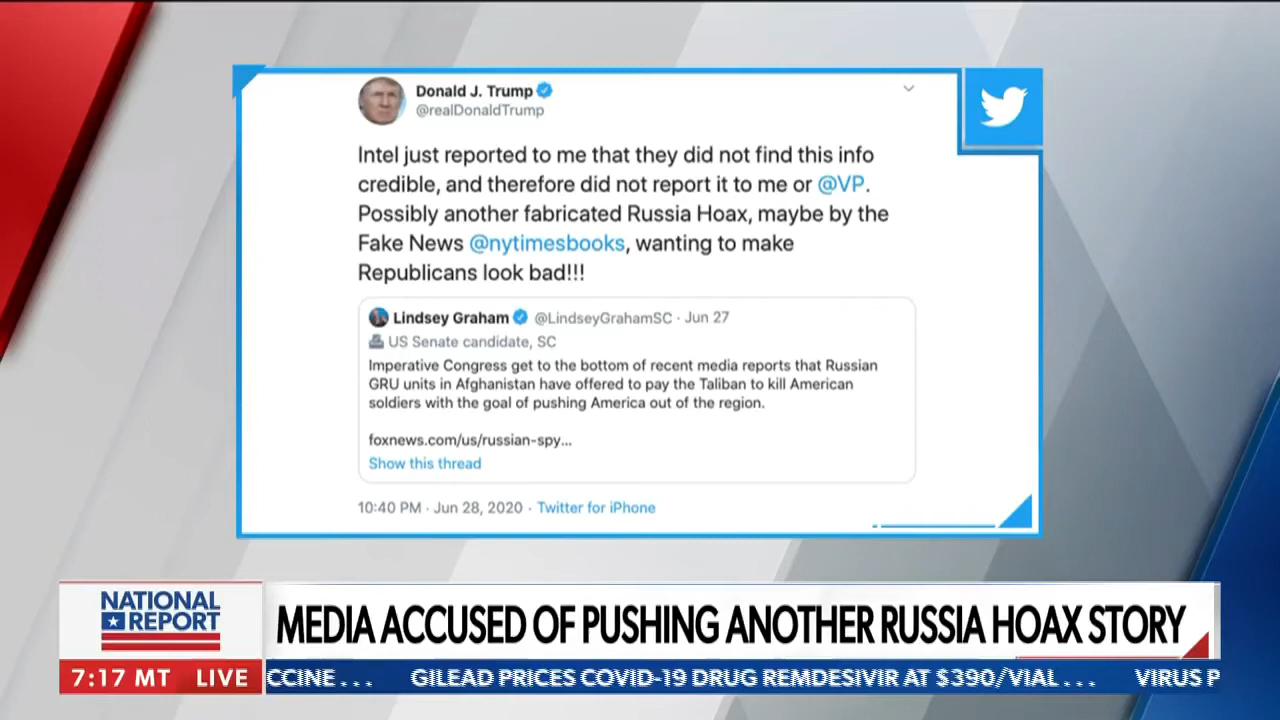 Donald J. Trump
@realDonaldTrump
Intel just reported to me that they did not find this info
credible, and therefore did not report it to me or @VP.
Possibly another fabricated Russia Hoax, maybe by the
Fake News @nytimesbooks, wanting to make
Republicans look bad!!!
Lindsey Graham @LindseyGrahamSC · Jun 27
US Senate candidate, SC
Imperative Congress get to the bottom of recent media reports that Russian
GRU units in Afghanistan have offered to pay the Taliban to kill American
soldiers with the goal of pushing America out of the region.
foxnews.com/us/russian-spy...
Show this thread
10:40 PM · Jun 28, 2020 · Twitter for iPhone
NATIONAL
REPORT
MEDIA ACCUSED OF PUSHING ANOTHER RUSSIA HOAX STORY
7:17 MT LIVE CCINE... GILEAD PRICES COVID-19 DRUG REMDESIVIR AT $390/VIAL... VIRUS P